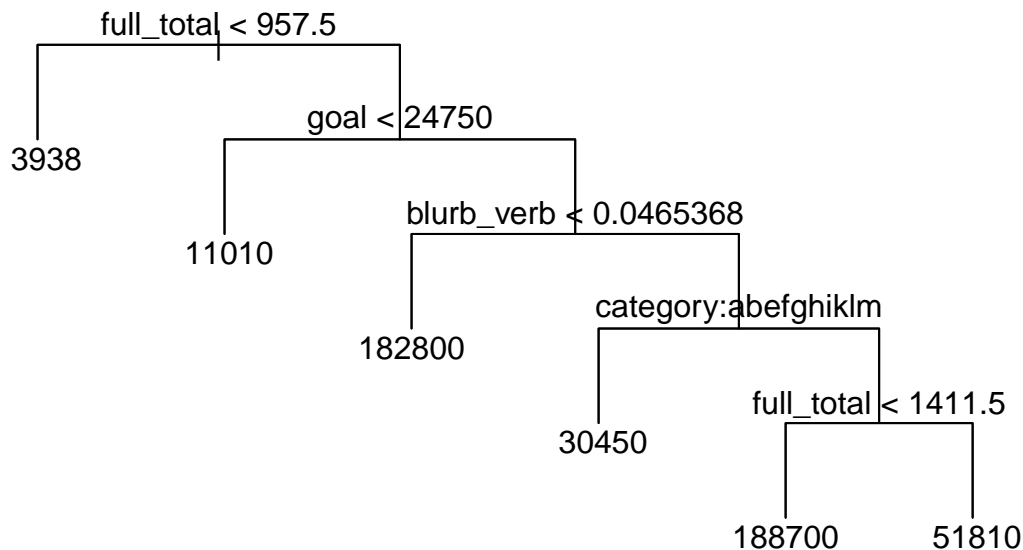 full_total < 957.5
goal < 24750
3938
blurb_verb < 0.0465368
11010
category:abefghiklm
182800
full_total < 1411.5
30450
188700
51810